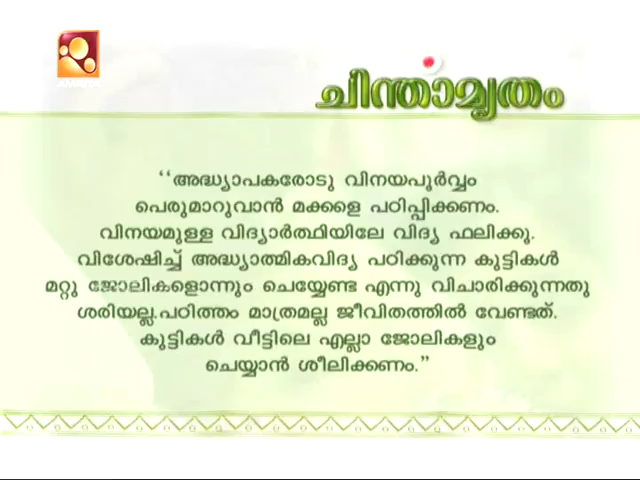 ചിന്താമൃതം
‘‘അദ്ധ്യാപകരോടു വിനയപൂർവ്വം
പെരുമാറുവാൻ മക്കളെ പഠിപ്പിക്കണം.
വിനയമുള്ള വിദ്യാർത്ഥിയിലേ വിദ്യ ഫലിക്കൂ.
വിശേഷിച്ച് അദ്ധ്യാത്മികവിദ്യ പഠിക്കുന്ന കുട്ടികൾ
മറ്റു ജോലികളൊന്നും ചെയ്യേണ്ട എന്നു വിചാരിക്കുന്നതു
ശരിയല്ല.പഠിത്തം മാത്രമല്ല ജീവിതത്തിൽ വേണ്ടത്.
കുട്ടികൾ വീട്ടിലെ എല്ലാ ജോലികളും
ചെയ്യാൻ ശീലിക്കണം.”